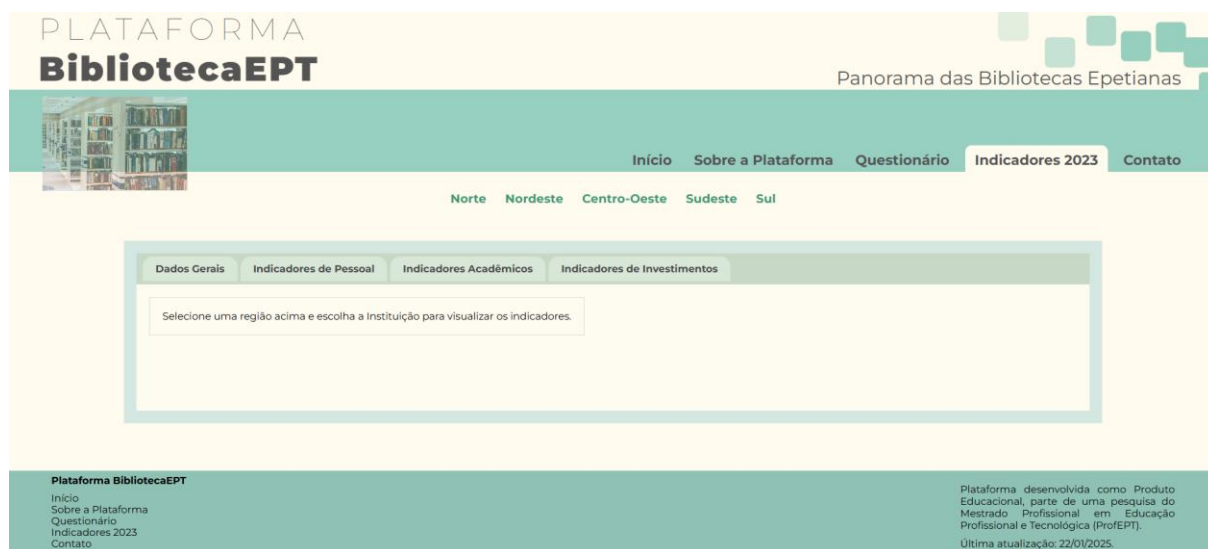 PLATAFORMA
BibliotecaEPT
Panorama das Bibliotecas Epetianas
Início Sobre a Plataforma Questionário Indicadores 2023 Contato
Norte Nordeste Centro-Oeste Sudeste Sul
Dados Gerais Indicadores de Pessoal Indicadores Acadêmicos Indicadores de Investimentos
Selecione uma região acima e escolha a Instituição para visualizar os indicadores.
Plataforma BibliotecaEPT
Início
Sobre a Plataforma
Questionário
Indicadores 2023
Contato
Plataforma desenvolvida como Produto
Educacional, parte de uma pesquisa do
Mestrado Profissional em Educação
Profissional e Tecnológica (ProfEPT).
Última atualização: 22/01/2025.